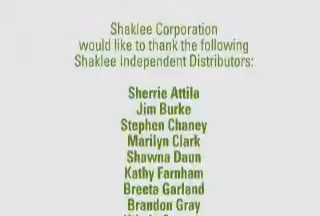 Shaklee Corporation
would like to thank the following
Shaklee Independent Distributors:
Sherrie Attila
Jim Burke
Stephen Chaney
Marilyn Clark
Shawna Daun
Kathy Farnham
Breeta Garland
Brandon Gray